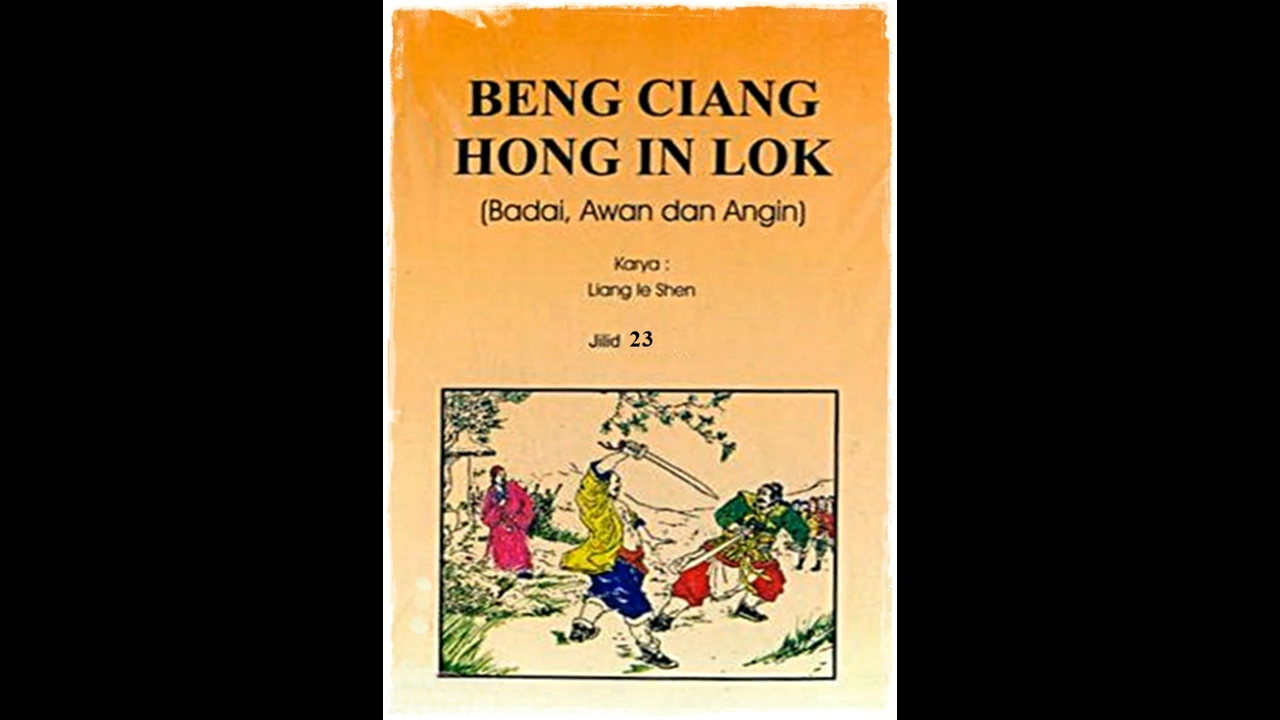 BENG CIANG
HONG IN LOK
(Badai, Awan dan Angin)
Karya :
Liang Ie Shen
Jilid 23